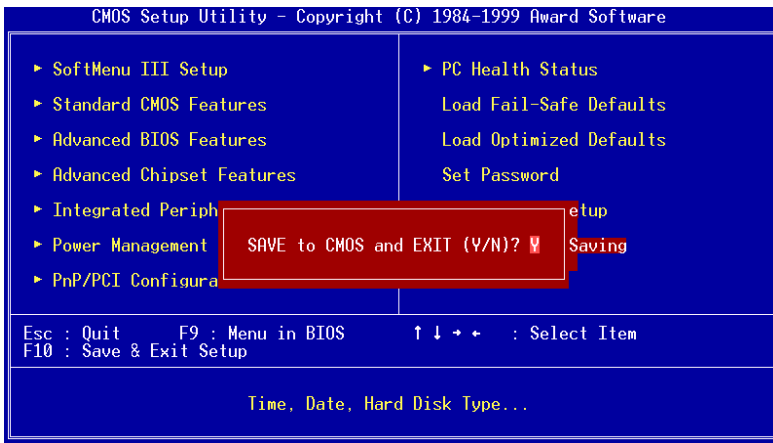 CMOS Setup Utility - Copyright (C) 1984-1999 Award Software
► SoftMenu III Setup
► Standard CMOS Features
► Advanced BIOS Features
► Advanced Chipset Features
► Integrated Periph
► Power Management
► PnP/PCI Configura
► PC Health Status
Load Fail-Safe Defaults
Load Optimized Defaults
Set Password
etup
Saving
SAVE to CMOS and EXIT (Y/N)? Y
Esc : Quit F9 : Menu in BIOS ↑ ↓ → ← : Select Item
F10 : Save & Exit Setup
Time, Date, Hard Disk Type...